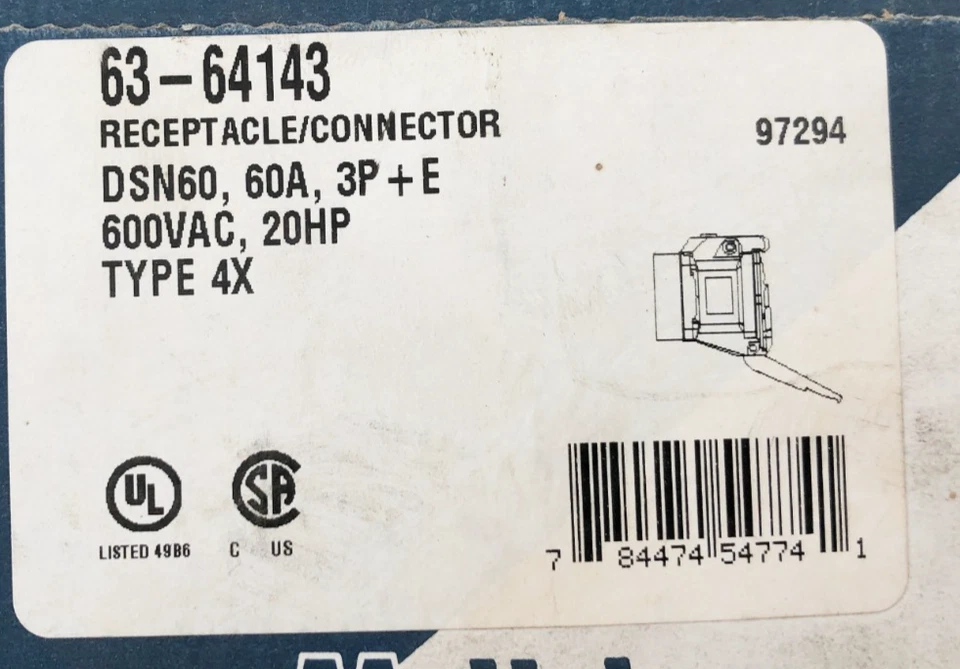 63-64143
RECEPTACLE/CONNECTOR
97294
DSN60, 60A, 3P+E
600VAC, 20HP
TYPE 4X
UL
LISTED 49B6
SA
C US
7 84474 54774 1